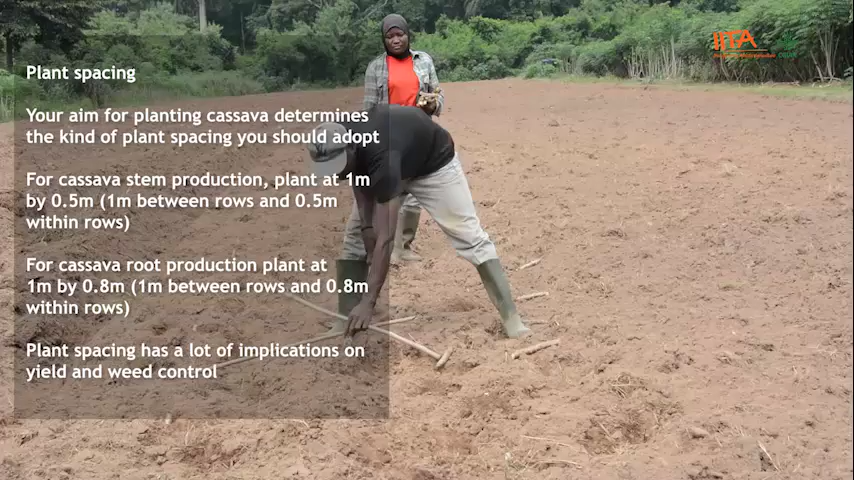 IITA
Plant spacing
Your aim for planting cassava determines
the kind of plant spacing you should adopt
For cassava stem production, plant at 1m
by 0.5m (1m between rows and 0.5m
within rows)
For cassava root production plant at
1m by 0.8m (1m between rows and 0.8m
within rows)
Plant spacing has a lot of implications on
yield and weed control